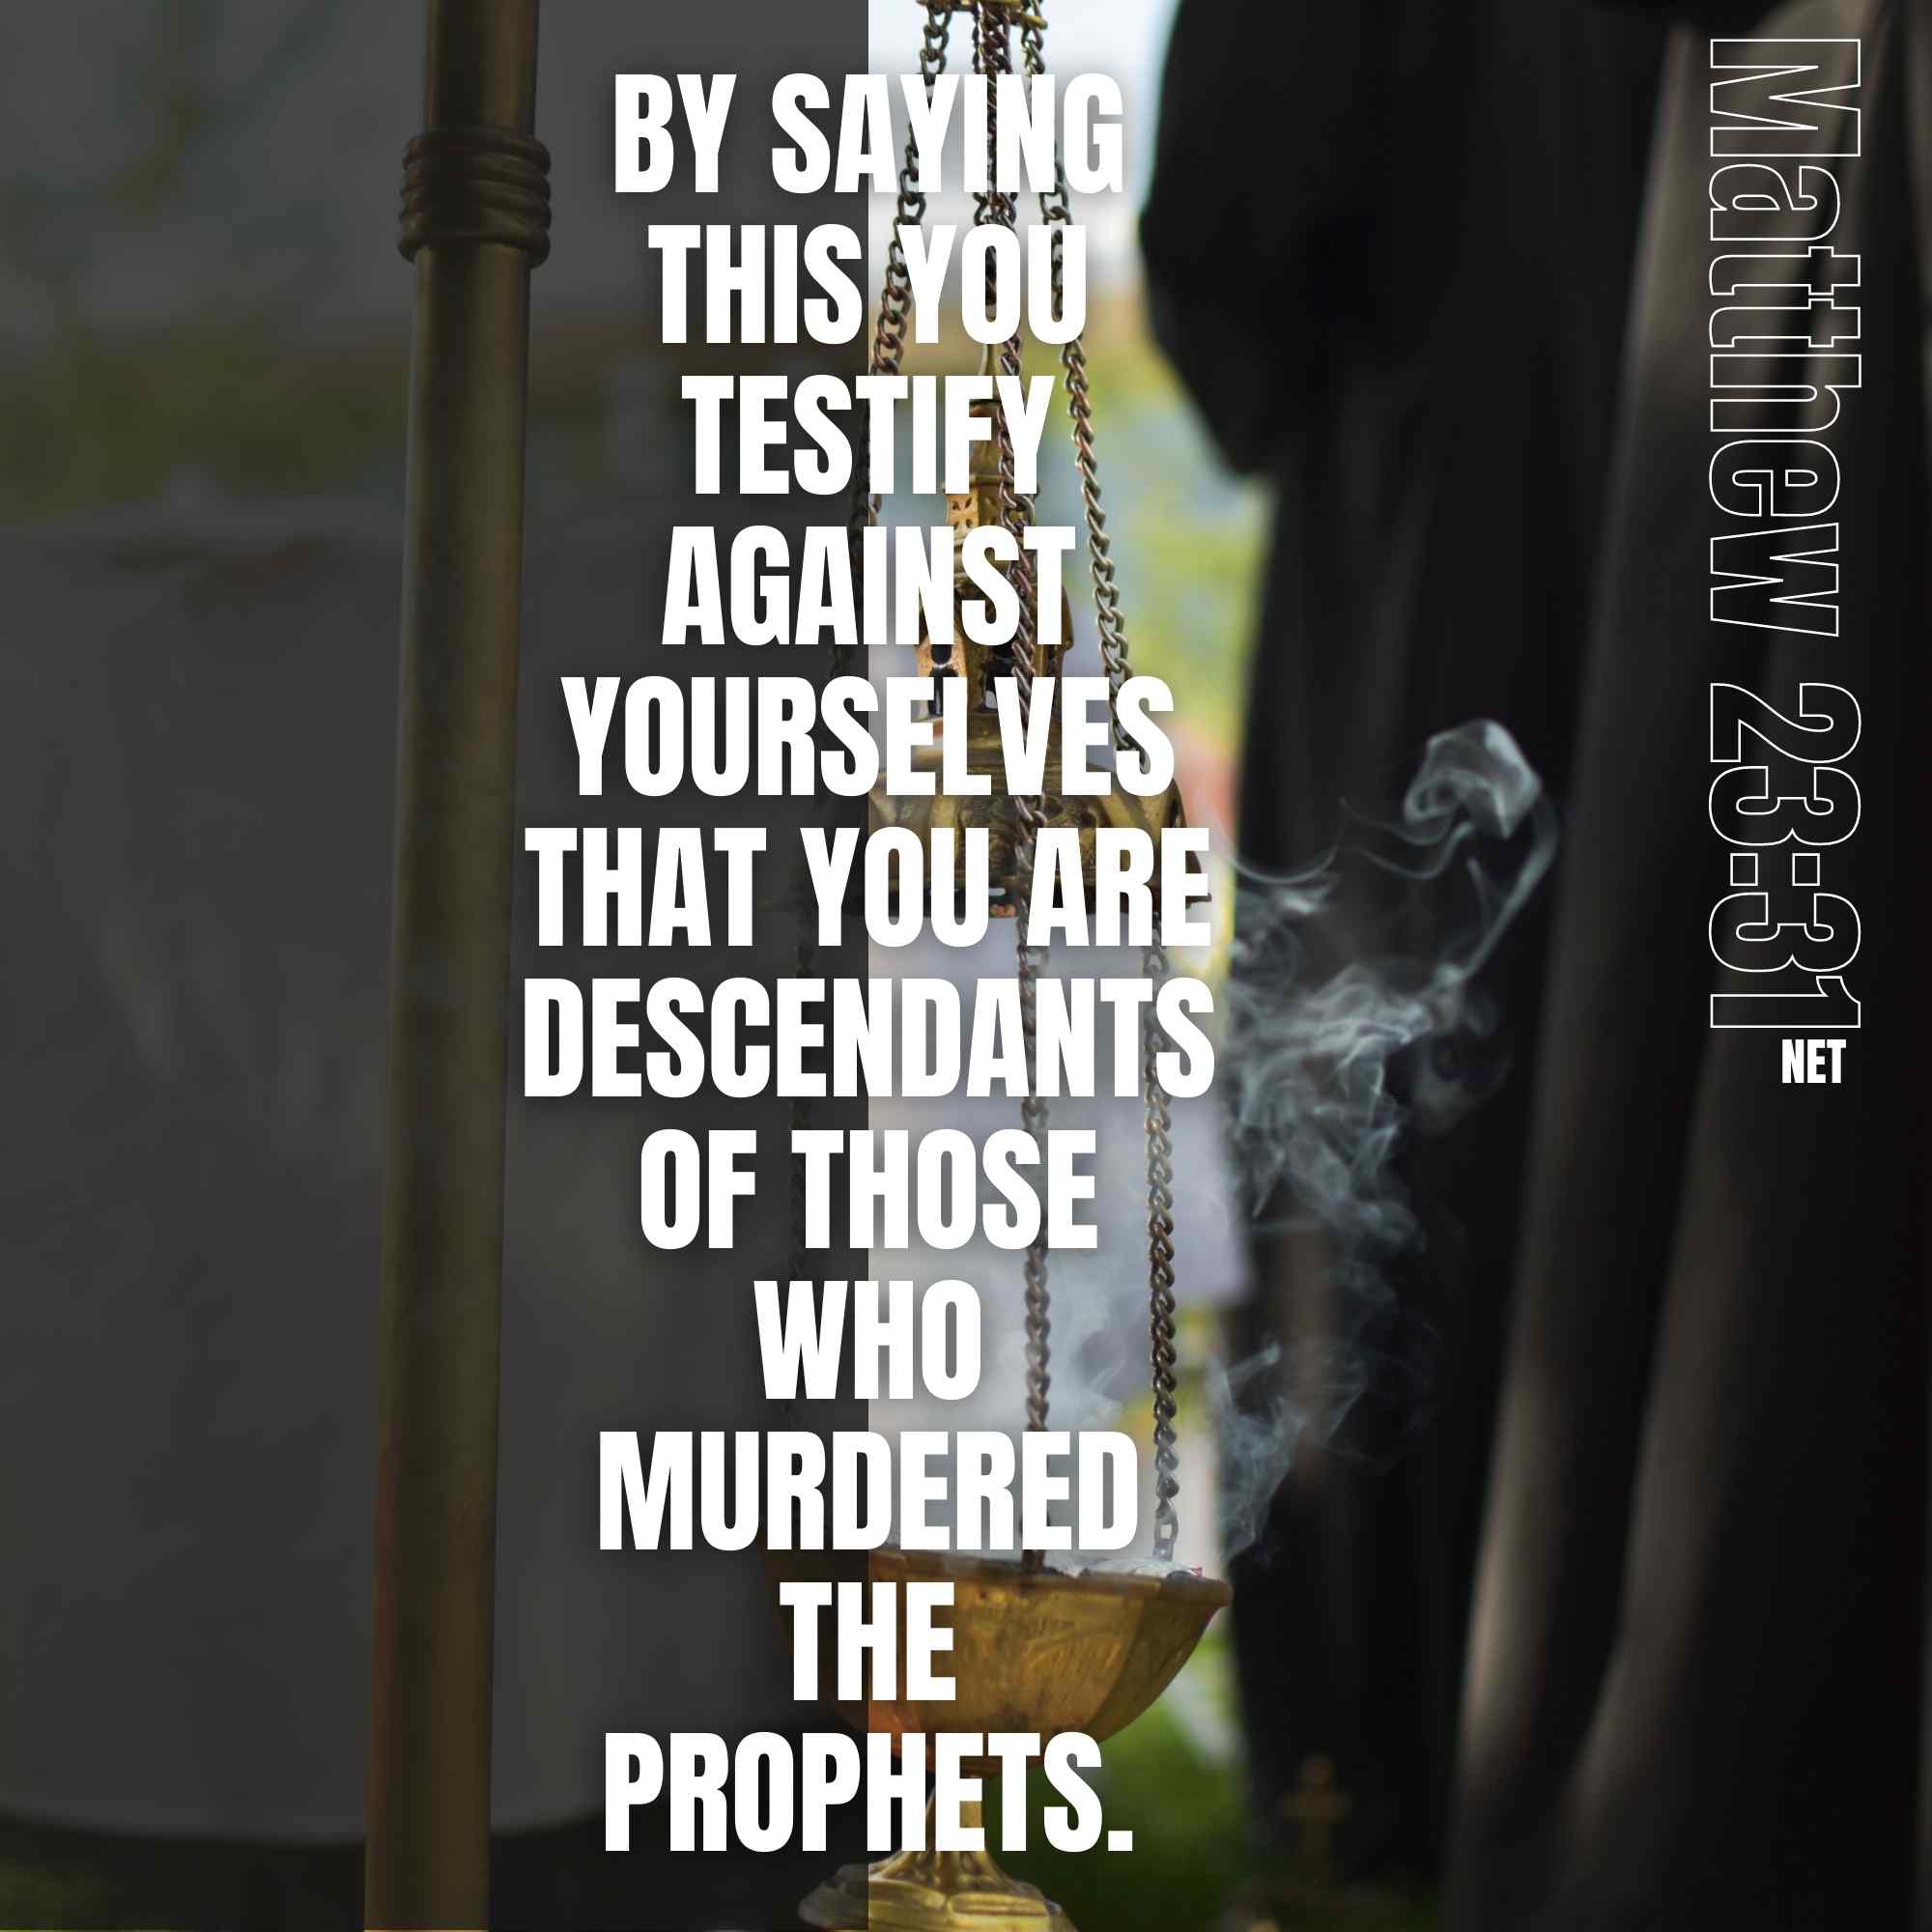 BY SAYING
THIS YOU
TESTIFY
AGAINST
YOURSELVES
THAT YOU ARE
DESCENDANTS
OF THOSE
WHO
MURDERED
THE
PROPHETS.
Matthew 23:31
NET